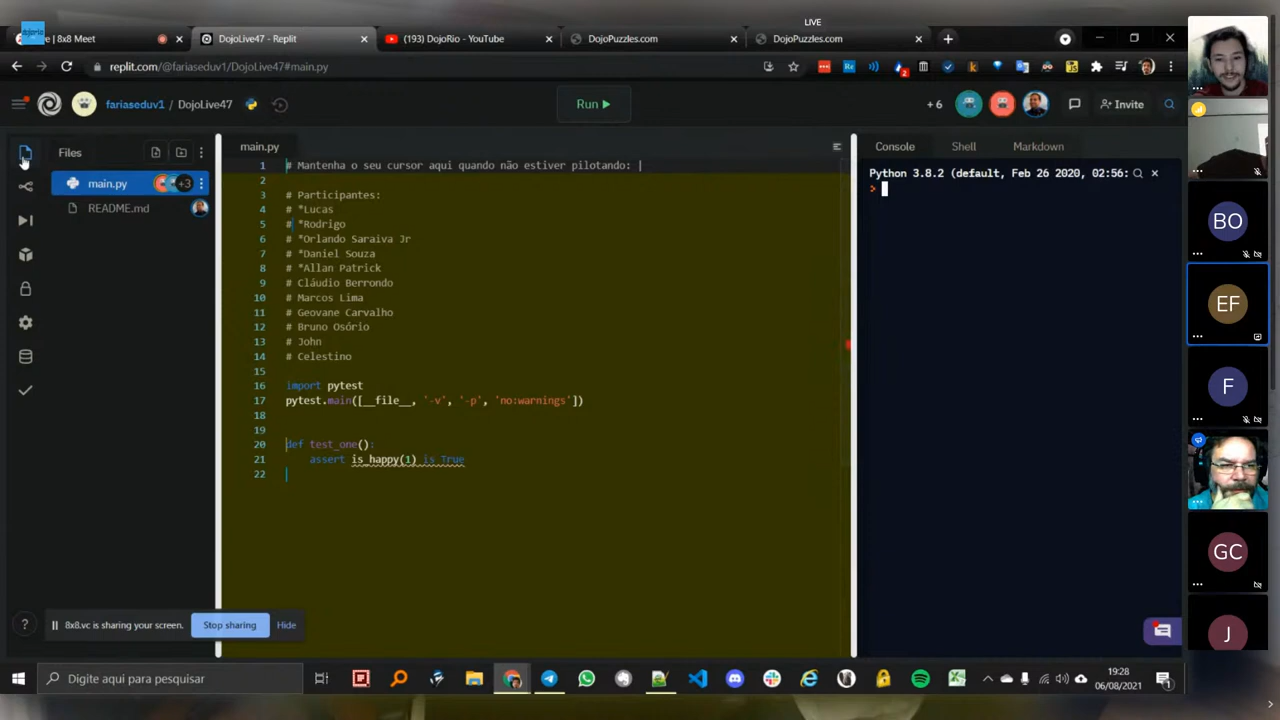 LIVE
dojorio
| 8x8 Meet
DojoLive47 - Replit
(193) DojoRio - YouTube
DojoPuzzles.com
DojoPuzzles.com
replit.com/@fariaseduv1/DojoLive47#main.py
fariaseduv1 / DojoLive47
Run
+ 6
Invite
Files
main.py
+3
README.md
main.py
1 # Mantenha o seu cursor aqui quando não estiver pilotando: |
2
3 # Participantes:
4 # *Lucas
5 # *Rodrigo
6 # *Orlando Saraiva Jr
7 # *Daniel Souza
8 # *Allan Patrick
9 # Cláudio Berrondo
10 # Marcos Lima
11 # Geovane Carvalho
12 # Bruno Osório
13 # John
14 # Celestino
15
16 import pytest
17 pytest.main([__file__, '-v', '-p', 'no:warnings'])
18
19
20 def test_one():
21 assert is_happy(1) is True
22
Console
Shell
Markdown
Python 3.8.2 (default, Feb 26 2020, 02:56:
>
BO
EF
F
GC
J
?
8x8.vc is sharing your screen.
Stop sharing
Hide
Digite aqui para pesquisar
19:28
06/08/2021